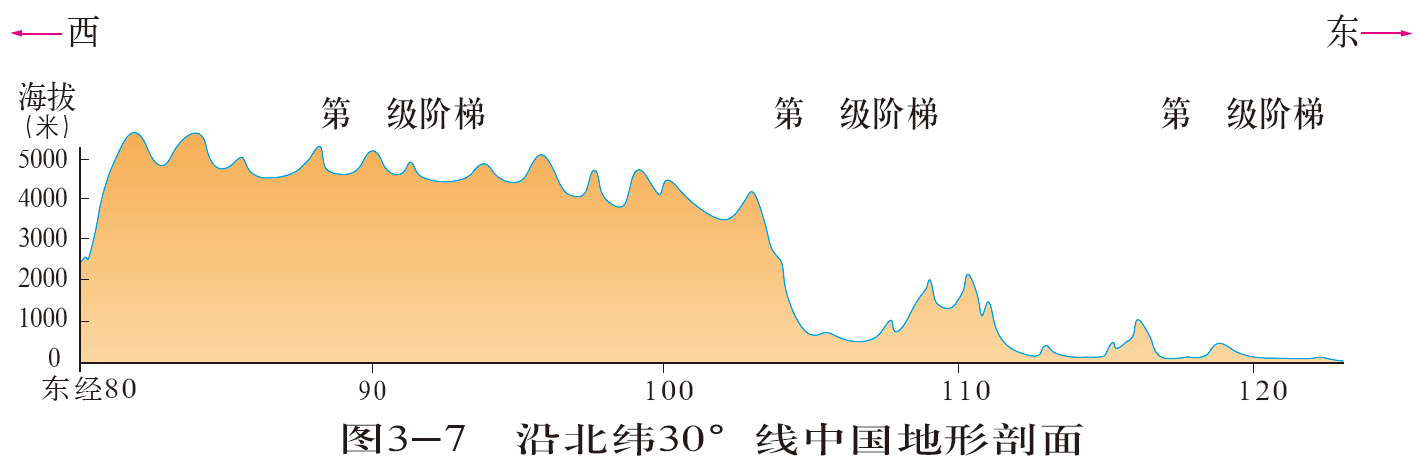 西 东
海拔
(米)
第 级阶梯 第 级阶梯 第 级阶梯
5000
4000
3000
2000
1000
0
东经80 90 100 110 120
图3-7 沿北纬30° 线中国地形剖面